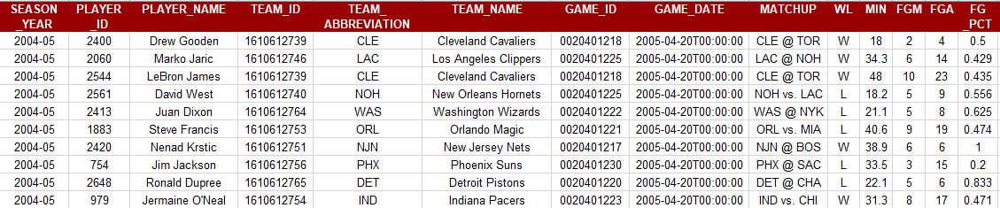 SEASON_YEAR PLAYER_ID PLAYER_NAME TEAM_ID TEAM_ABBREVIATION TEAM_NAME GAME_ID GAME_DATE MATCHUP WL MIN FGM FGA FG_PCT
2004-05 2400 Drew Gooden 1610612739 CLE Cleveland Cavaliers 0020401218 2005-04-20T00:00:00 CLE @ TOR W 18 2 4 0.5
2004-05 2060 Marko Jaric 1610612746 LAC Los Angeles Clippers 0020401225 2005-04-20T00:00:00 LAC @ NOH W 34.3 6 14 0.429
2004-05 2544 LeBron James 1610612739 CLE Cleveland Cavaliers 0020401218 2005-04-20T00:00:00 CLE @ TOR W 48 10 23 0.435
2004-05 2561 David West 1610612740 NOH New Orleans Hornets 0020401225 2005-04-20T00:00:00 NOH vs. LAC L 18.2 5 9 0.556
2004-05 2413 Juan Dixon 1610612764 WAS Washington Wizards 0020401222 2005-04-20T00:00:00 WAS @ NYK L 21.1 5 8 0.625
2004-05 1883 Steve Francis 1610612753 ORL Orlando Magic 0020401221 2005-04-20T00:00:00 ORL vs. MIA L 40.6 9 19 0.474
2004-05 2420 Nenad Krstic 1610612751 NJN New Jersey Nets 0020401217 2005-04-20T00:00:00 NJN @ BOS W 38.9 6 6 1
2004-05 754 Jim Jackson 1610612756 PHX Phoenix Suns 0020401230 2005-04-20T00:00:00 PHX @ SAC L 33.5 3 15 0.2
2004-05 2648 Ronald Dupree 1610612765 DET Detroit Pistons 0020401220 2005-04-20T00:00:00 DET @ CHA L 22.1 5 6 0.833
2004-05 979 Jermaine O'Neal 1610612754 IND Indiana Pacers 0020401223 2005-04-20T00:00:00 IND vs. CHI W 31.3 8 17 0.471